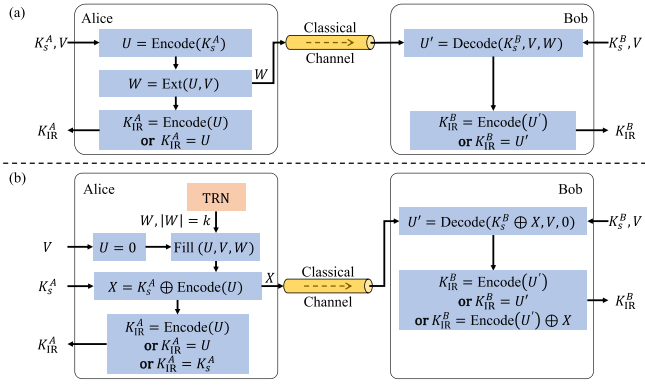 (a)
Alice
Bob
K_s^A, V
U = Encode(K_s^A)
W = Ext(U, V)
W
K_IR^A
K_IR^A = Encode(U)
or K_IR^A = U
Classical
Channel
U′ = Decode(K_s^B, V, W)
K_s^B, V
K_IR^B = Encode(U′)
or K_IR^B = U′
K_IR^B
(b)
Alice
Bob
TRN
W, |W| = k
V
U = 0
Fill (U, V, W)
K_s^A
X = K_s^A ⊕ Encode(U)
X
K_IR^A
K_IR^A = Encode(U)
or K_IR^A = U
or K_IR^A = K_s^A
Classical
Channel
U′ = Decode(K_s^B ⊕ X, V, 0)
K_s^B, V
K_IR^B = Encode(U′)
or K_IR^B = U′
or K_IR^B = Encode(U′) ⊕ X
K_IR^B